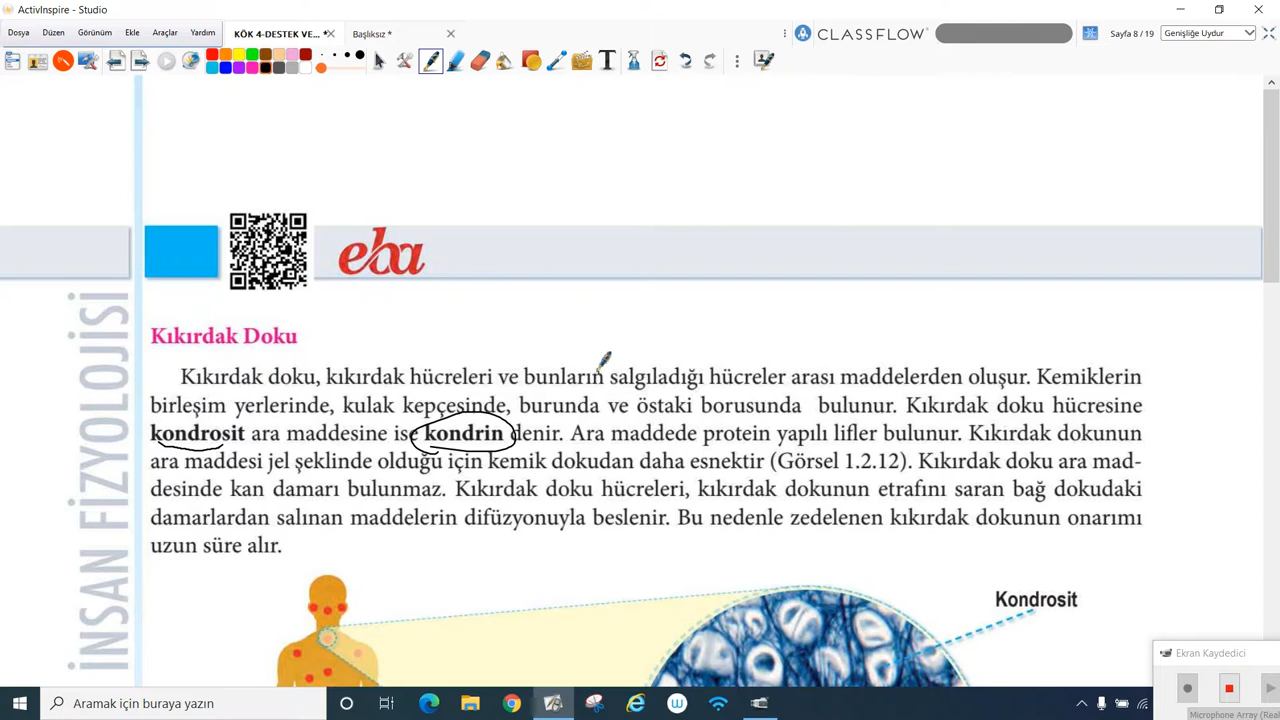 ActivInspire - Studio
Dosya Düzen Görünüm Ekle Araçlar Yardım
KÖK 4-DESTEK VE... *
Başlıksız *
CLASSFLOW
Sayfa 8 / 19
Genişliğe Uydur
eba
İNSAN FİZYOLOJİSİ
Kıkırdak Doku
Kıkırdak doku, kıkırdak hücreleri ve bunların salgıladığı hücreler arası maddelerden oluşur. Kemiklerin
birleşim yerlerinde, kulak kepçesinde, burunda ve östaki borusunda bulunur. Kıkırdak doku hücresine
kondrosit ara maddesine ise kondrin denir. Ara maddede protein yapılı lifler bulunur. Kıkırdak dokunun
ara maddesi jel şeklinde olduğu için kemik dokudan daha esnektir (Görsel 1.2.12). Kıkırdak doku ara mad-
desinde kan damarı bulunmaz. Kıkırdak doku hücreleri, kıkırdak dokunun etrafını saran bağ dokudaki
damarlardan salınan maddelerin difüzyonuyla beslenir. Bu nedenle zedelenen kıkırdak dokunun onarımı
uzun süre alır.
Kondrosit
Ekran Kaydedici
Aramak için buraya yazın
Microphone Array (Real